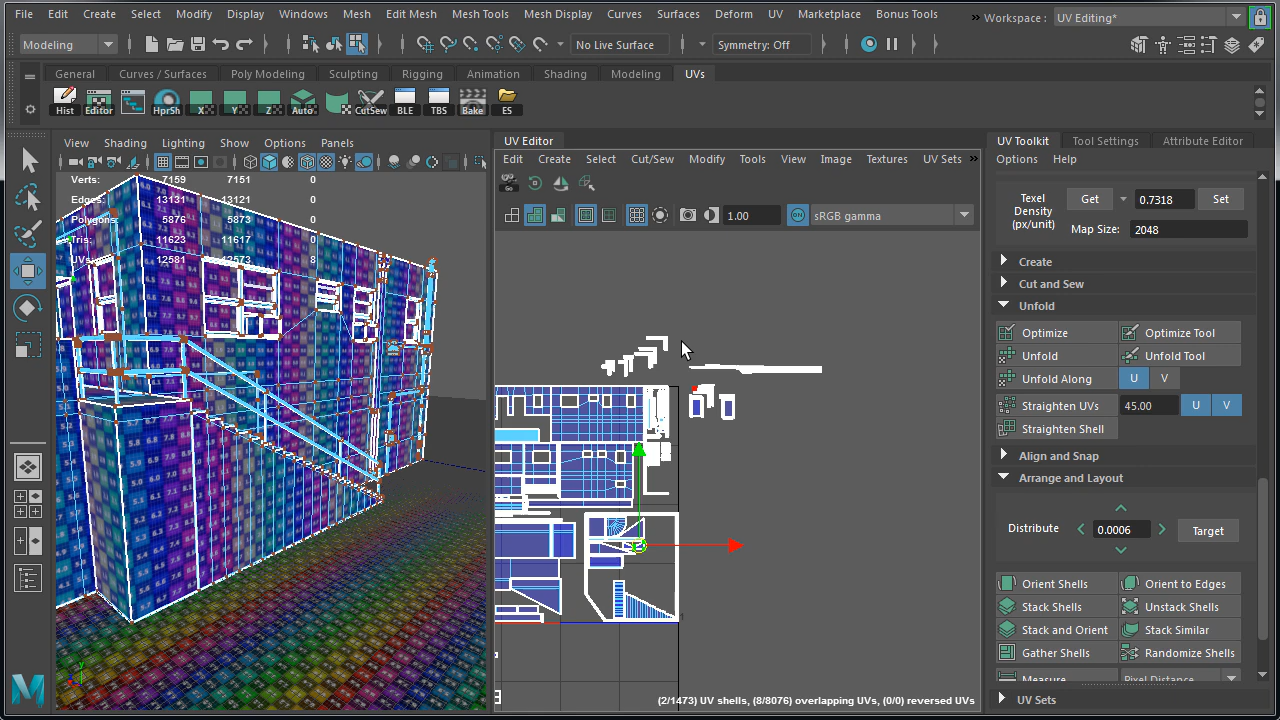 File Edit Create Select Modify Display Windows Mesh Edit Mesh Mesh Tools Mesh Display Curves Surfaces Deform UV Marketplace Bonus Tools » Workspace : UV Editing*
Modeling No Live Surface Symmetry: Off
General Curves / Surfaces Poly Modeling Sculpting Rigging Animation Shading Modeling UVs
Hist Editor HprSh X Y Z Auto CutSew BLE TBS Bake ES
View Shading Lighting Show Options Panels
Verts: 7159 7151 0
Edges: 13131 13121 0
Polygons: 5876 5873 0
Tris: 11623 11617 0
UVs: 12581 12573 8
UV Editor
Edit Create Select Cut/Sew Modify Tools View Image Textures UV Sets »
1.00 ON sRGB gamma
(2/1473) UV shells, (8/8076) overlapping UVs, (0/0) reversed UVs
UV Toolkit Tool Settings Attribute Editor
Options Help
Texel Density (px/unit) Get 0.7318 Set
Map Size: 2048
Create
Cut and Sew
Unfold
Optimize Optimize Tool
Unfold Unfold Tool
Unfold Along U V
Straighten UVs 45.00 U V
Straighten Shell
Align and Snap
Arrange and Layout
Distribute 0.0006 Target
Orient Shells Orient to Edges
Stack Shells Unstack Shells
Stack and Orient Stack Similar
Gather Shells Randomize Shells
Measure Pixel Distance
UV Sets